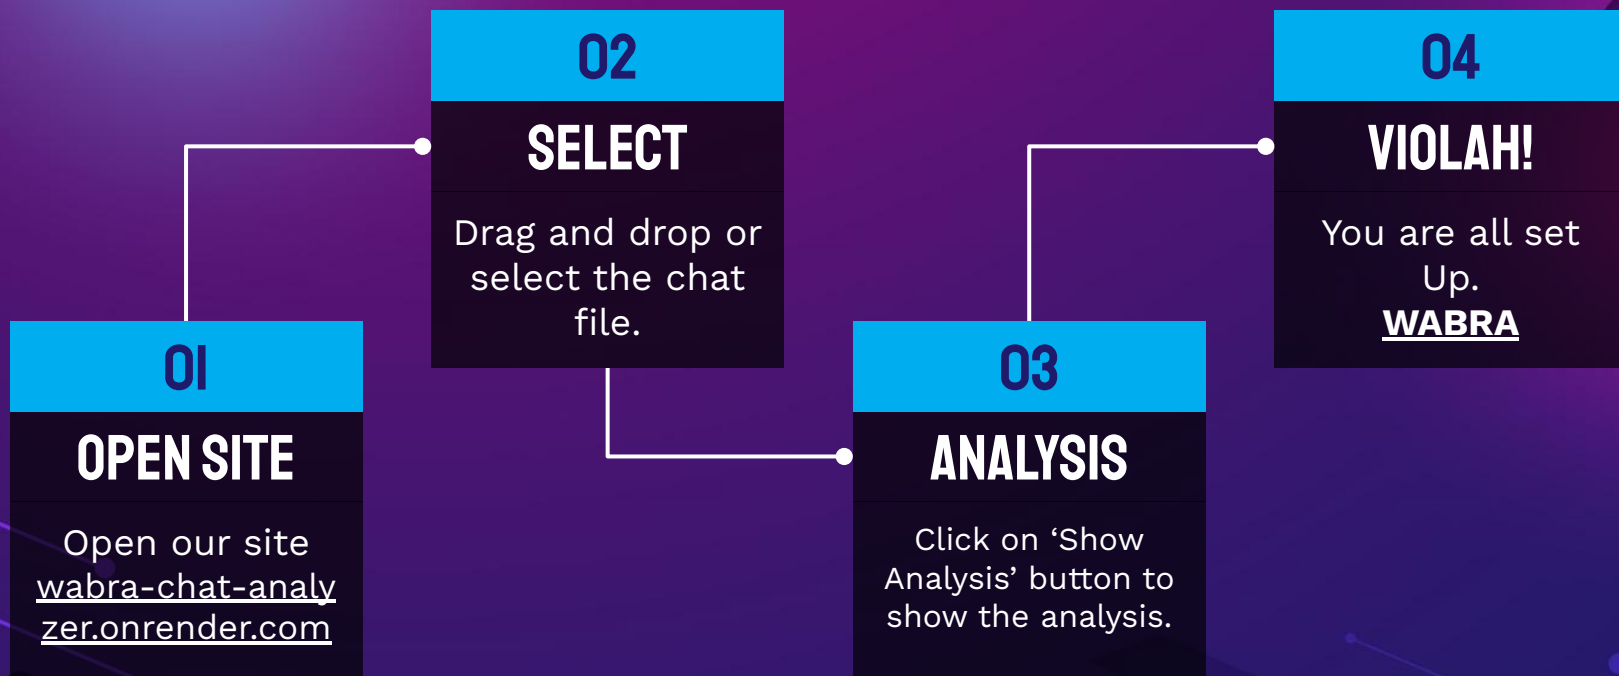 01
OPEN SITE
Open our site
wabra-chat-analy
zer.onrender.com
02
SELECT
Drag and drop or
select the chat
file.
03
ANALYSIS
Click on ‘Show
Analysis’ button to
show the analysis.
04
VIOLAH!
You are all set
Up.
WABRA